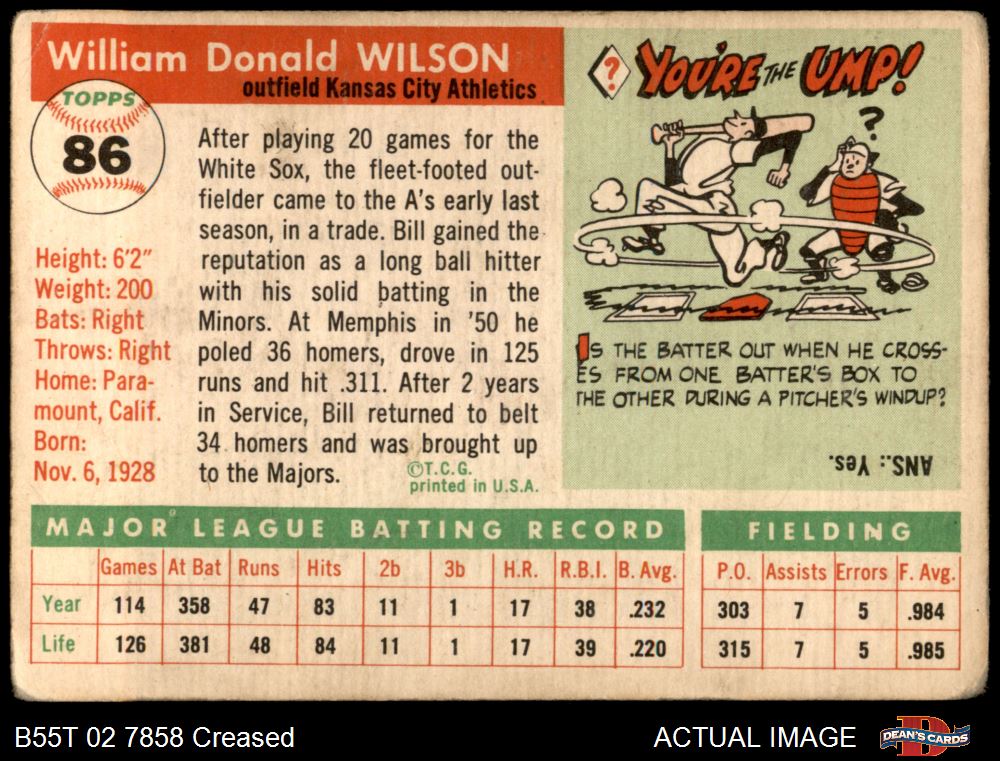 William Donald WILSON
outfield Kansas City Athletics
TOPPS
86
After playing 20 games for the
White Sox, the fleet-footed out-
fielder came to the A's early last
season, in a trade. Bill gained the
reputation as a long ball hitter
with his solid batting in the
Minors. At Memphis in '50 he
poled 36 homers, drove in 125
runs and hit .311. After 2 years
in Service, Bill returned to belt
34 homers and was brought up
to the Majors.
©T.C.G.
printed in U.S.A.
Height: 6'2"
Weight: 200
Bats: Right
Throws: Right
Home: Para-
mount, Calif.
Born:
Nov. 6, 1928
? YOU'RE THE UMP!
?
IS THE BATTER OUT WHEN HE CROSS-
ES FROM ONE BATTER'S BOX TO
THE OTHER DURING A PITCHER'S WINDUP?
ANS.: Yes.
MAJOR LEAGUE BATTING RECORD FIELDING
Games At Bat Runs Hits 2b 3b H.R. R.B.I. B. Avg. P.O. Assists Errors F. Avg.
Year 114 358 47 83 11 1 17 38 .232 303 7 5 .984
Life 126 381 48 84 11 1 17 39 .220 315 7 5 .985
B55T 02 7858 Creased
ACTUAL IMAGE
D
DEAN'S CARDS